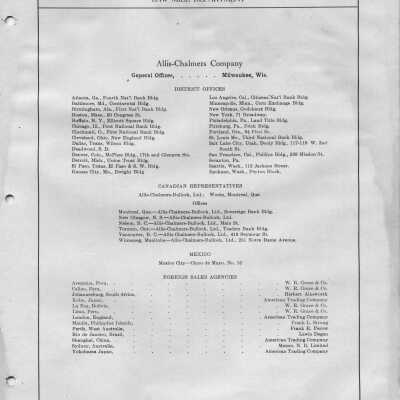 SAW MILL DEPARTMENT
Allis-Chalmers Company
General Offices, . . . . . Milwaukee, Wis.
DISTRICT OFFICES
Atlanta, Ga., Fourth Nat'l Bank Bldg.
Baltimore, Md., Continental Bldg.
Birmingham, Ala., First Nat'l Bank Bldg.
Boston, Mass., 50 Congress St.
Buffalo, N. Y., Ellicott Square Bldg.
Chicago, Ill., First National Bank Bldg.
Cincinnati, O., First National Bank Bldg.
Cleveland, Ohio, New England Bldg.
Dallas, Texas, Wilson Bldg.
Deadwood, S. D.
Denver, Colo., McPhee Bldg., 17th and Glenarm Sts.
Detroit, Mich., Union Trust Bldg.
El Paso, Texas, El Paso & S. W. Bldg.
Kansas City, Mo., Dwight Bldg.
Los Angeles, Cal., Citizens' Nat'l Bank Bldg.
Minneapolis, Minn., Corn Exchange Bldg.
New Orleans, Godchaux Bldg.
New York, 71 Broadway.
Philadelphia, Pa., Land Title Bldg.
Pittsburg, Pa., Frick Bldg.
Portland, Ore., 92 First St.
St. Louis, Mo., Third National Bank Bldg.
Salt Lake City, Utah, Dooly Bldg., 117-119 W. 2nd
South St.
San Francisco, Cal., Phillips Bldg., 258 Mission St.
Scranton, Pa.
Seattle, Wash., 115 Jackson Street.
Spokane, Wash., Peyton Block.
CANADIAN REPRESENTATIVES
Allis-Chalmers-Bullock, Ltd.; Works, Montreal, Que.
Offices
Montreal, Que.—Allis-Chalmers-Bullock, Ltd., Sovereign Bank Bldg.
New Glasgow, N. S.—Allis-Chalmers-Bullock, Ltd.
Nelson, B. C.—Allis-Chalmers-Bullock, Ltd., Main St.
Toronto, Ont.—Allis-Chalmers-Bullock, Ltd., Traders Bank Bldg.
Vancouver, B. C.—Allis-Chalmers-Bullock, Ltd., 416 Seymour St.
Winnipeg, Manitoba—Allis-Chalmers-Bullock, Ltd., 251 Notre Dame Avenue.
MEXICO
Mexico City—Cinco de Mayo, No. 32
FOREIGN SALES AGENCIES
Arequipa, Peru, W. R. Grace & Co.
Callao, Peru, W. R. Grace & Co.
Johannesburg, South Africa, Herbert Ainsworth
Kobe, Japan, American Trading Company
La Paz, Bolivia, W. R. Grace & Co.
Lima, Peru, W. R. Grace & Co.
London, England, American Trading Company
Manila, Philippine Islands, Frank L. Strong
Perth, West Australia, Frank R. Perrot
Rio de Janeiro, Brazil, Lewis Degen
Shanghai, China, American Trading Company
Sydney, Australia, Messrs. N. B. Limited
Yokohama Japan, American Trading Company